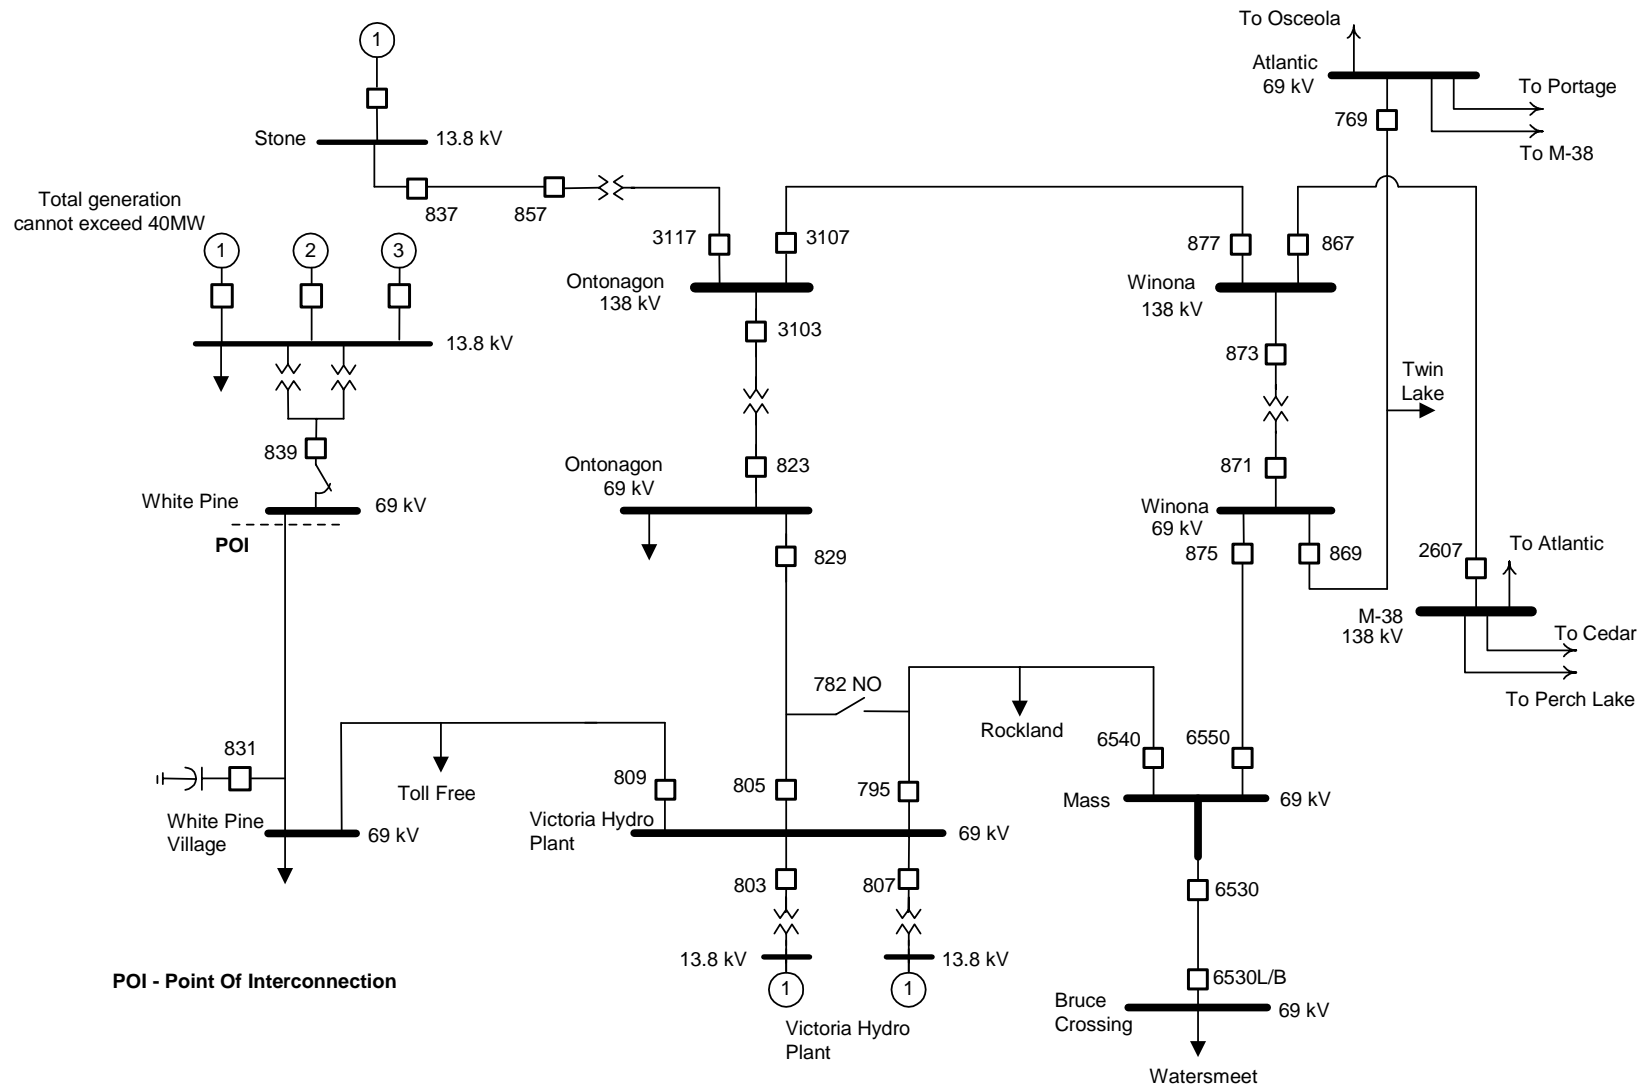 To Osceola
1
Atlantic
69 kV
To Portage
769
To M-38
Stone
13.8 kV
Total generation
cannot exceed 40MW
837
857
1
2
3
3117
3107
877
867
Ontonagon
138 kV
Winona
138 kV
13.8 kV
3103
873
Twin
Lake
839
Ontonagon
69 kV
823
871
White Pine
69 kV
POI
Winona
69 kV
829
875
869
2607
To Atlantic
M-38
138 kV
To Cedar
To Perch Lake
782 NO
Rockland
831
6540
6550
809
805
795
Toll Free
Mass
69 kV
White Pine
Village
69 kV
Victoria Hydro
Plant
69 kV
803
807
6530
13.8 kV
13.8 kV
1
1
POI - Point Of Interconnection
6530L/B
Bruce
Crossing
69 kV
Victoria Hydro
Plant
Watersmeet